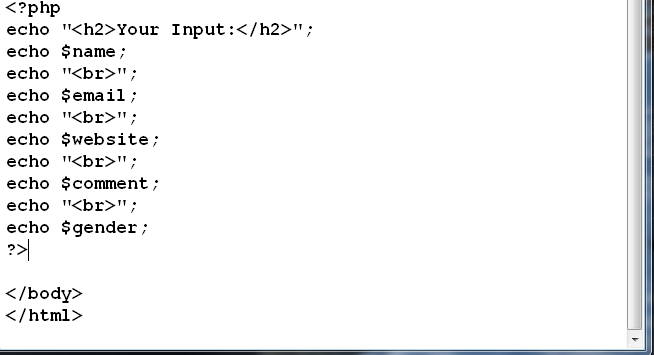 <?php
echo "<h2>Your Input:</h2>";
echo $name;
echo "<br>";
echo $email;
echo "<br>";
echo $website;
echo "<br>";
echo $comment;
echo "<br>";
echo $gender;
?>
</body>
</html>